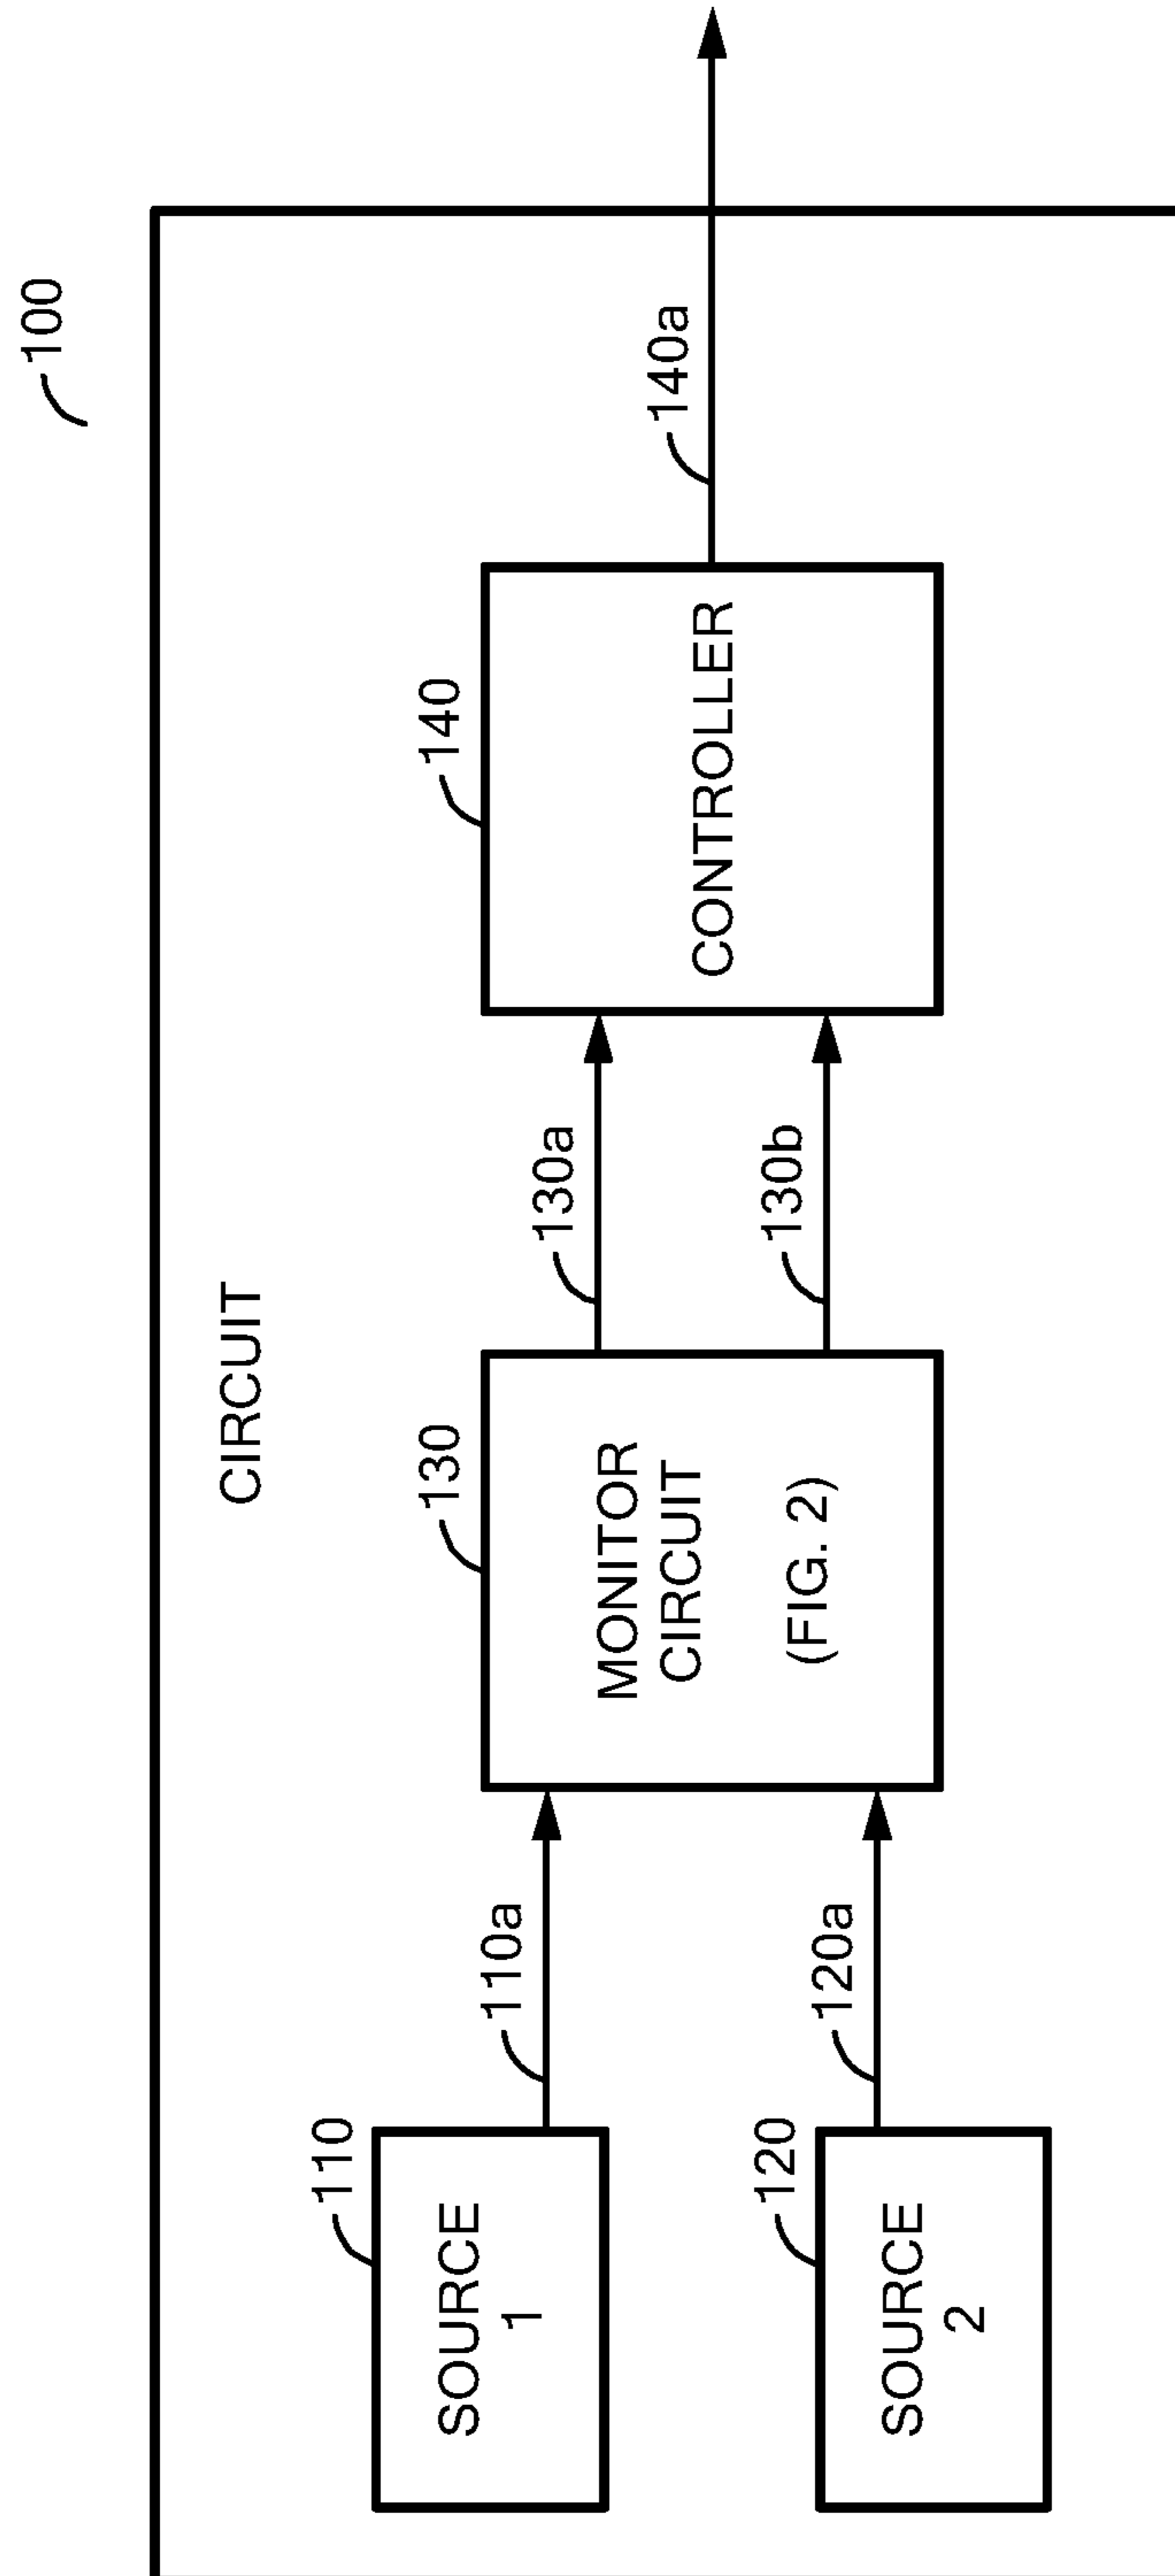 100
CIRCUIT
110
SOURCE
1
110a
120
SOURCE
2
120a
130
MONITOR
CIRCUIT
(FIG. 2)
130a
130b
140
CONTROLLER
140a